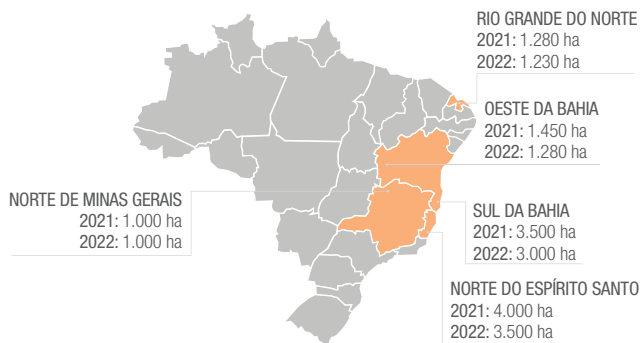 RIO GRANDE DO NORTE
2021: 1.280 ha
2022: 1.230 ha
OESTE DA BAHIA
2021: 1.450 ha
2022: 1.280 ha
NORTE DE MINAS GERAIS
2021: 1.000 ha
2022: 1.000 ha
SUL DA BAHIA
2021: 3.500 ha
2022: 3.000 ha
NORTE DO ESPÍRITO SANTO
2021: 4.000 ha
2022: 3.500 ha